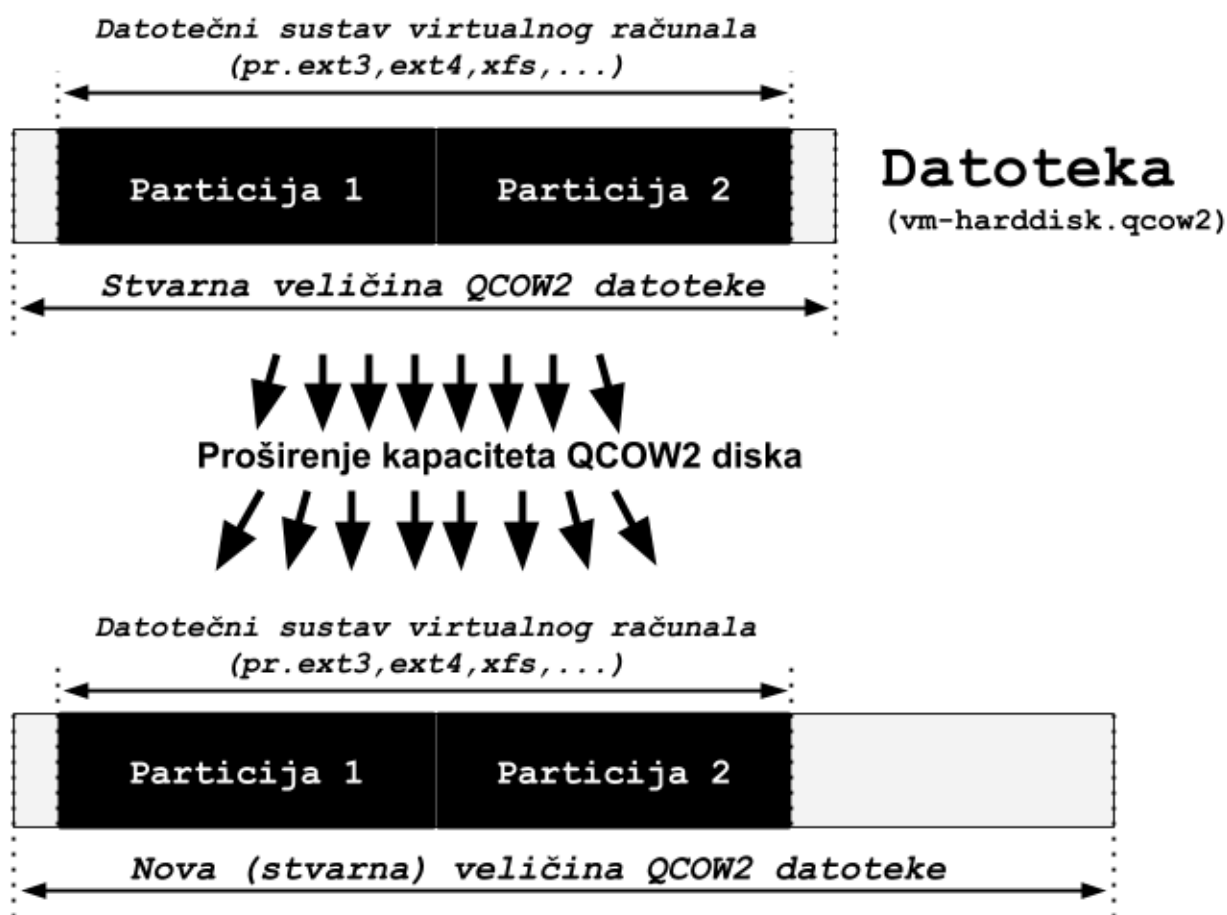 Datotečni sustav virtualnog računala
(pr.ext3,ext4,xfs,...)
Particija 1
Particija 2
Datoteka
(vm-harddisk.qcow2)
Stvarna veličina QCOW2 datoteke
Proširenje kapaciteta QCOW2 diska
Datotečni sustav virtualnog računala
(pr.ext3,ext4,xfs,...)
Particija 1
Particija 2
Nova (stvarna) veličina QCOW2 datoteke